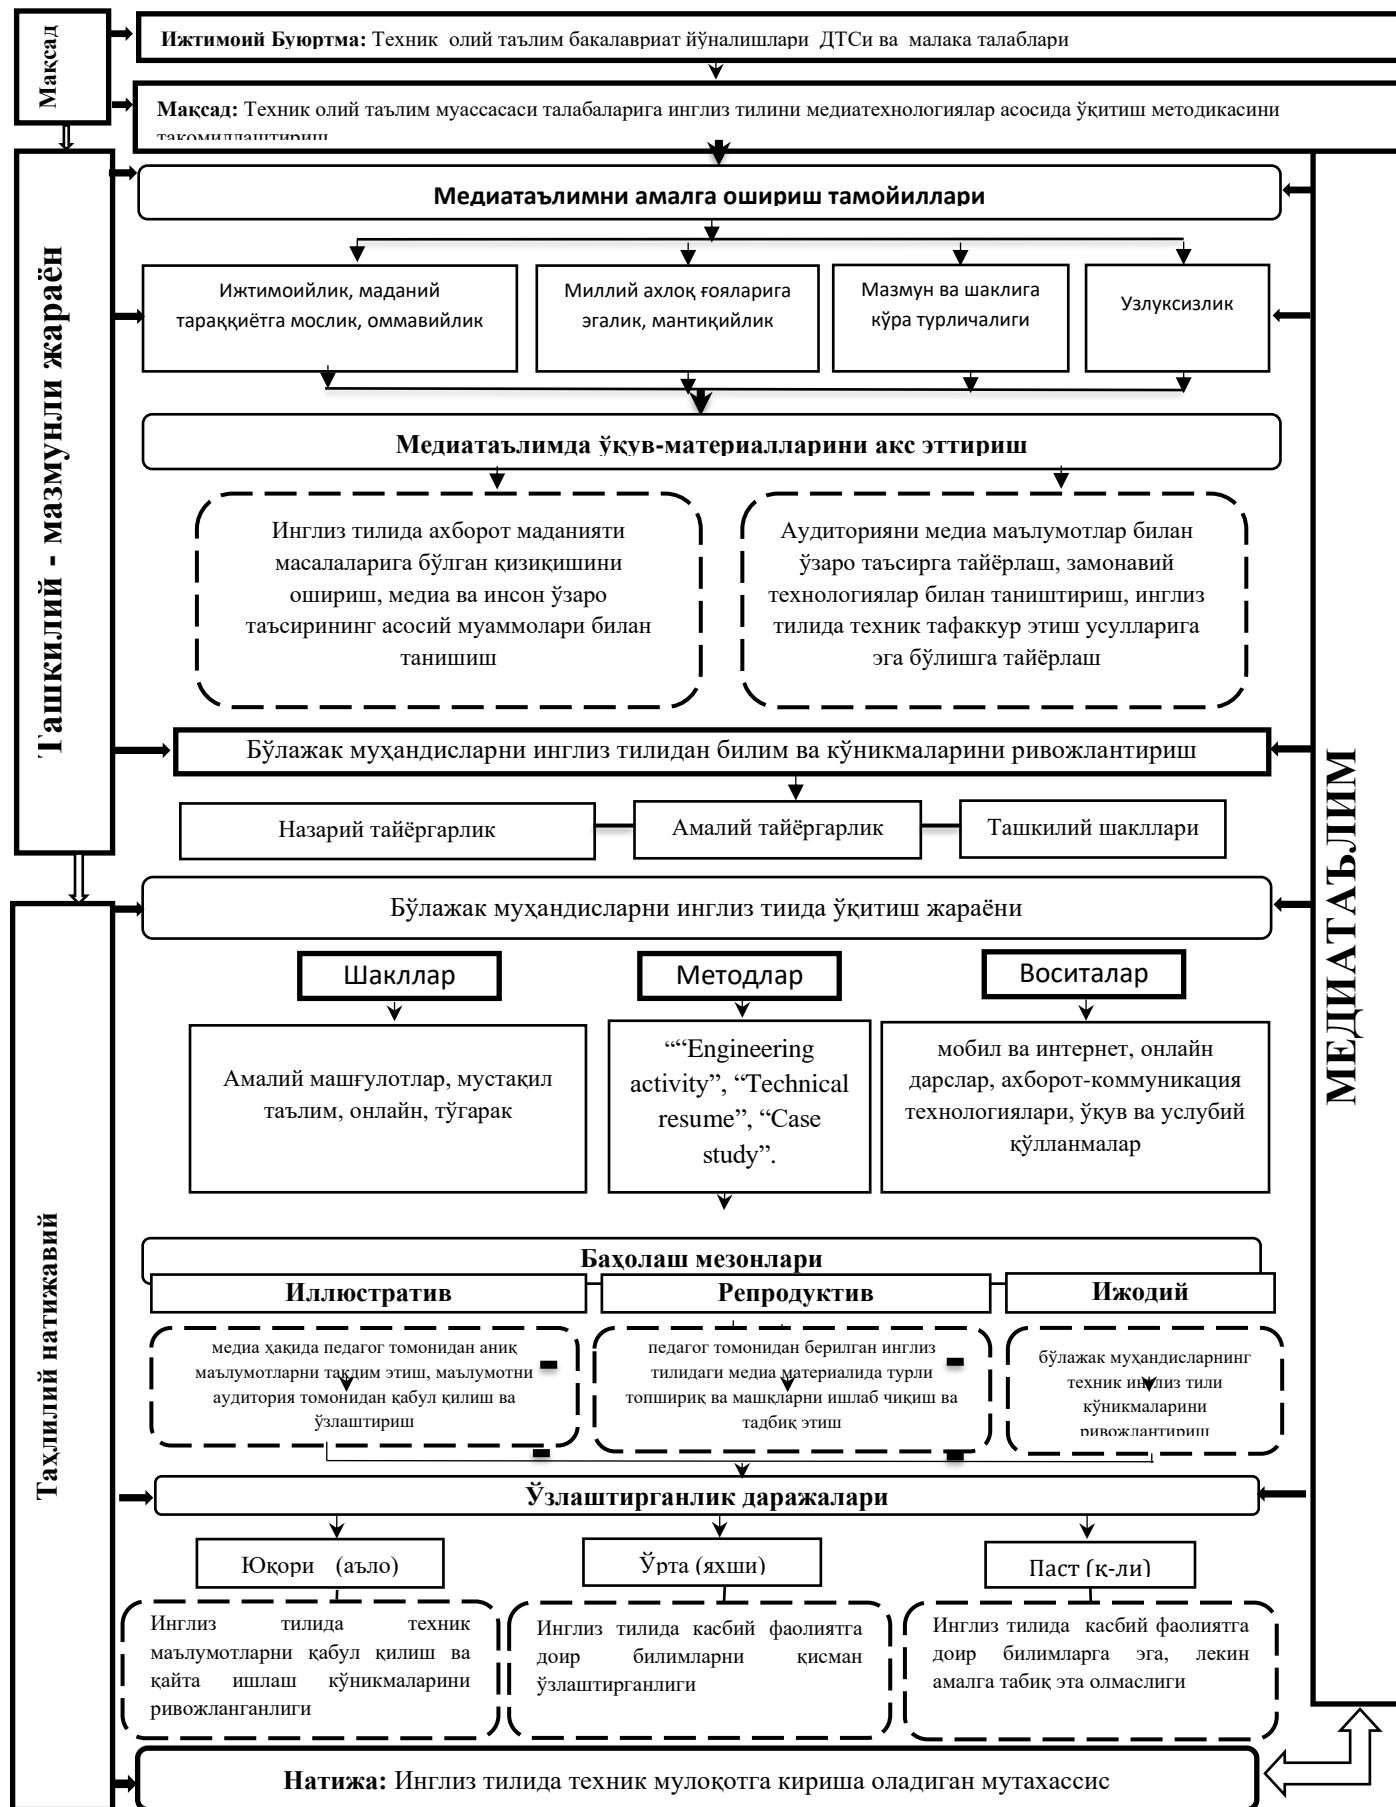 Мақсад
Ижтимоий Буюртма: Техник олий таълим бакалавриат йўналишлари ДТСи ва малака талаблари
Мақсад: Техник олий таълим муассасаси талабаларига инглиз тилини медиатехнологиялар асосида ўқитиш методикасини
такомиллаштириш
Ташкилий - мазмунли жараён
Медиатаълимни амалга ошириш тамойиллари
Ижтимоийлик, маданий
тараққиётга мослик, оммавийлик
Миллий ахлоқ ғояларига
эгалик, мантиқийлик
Мазмун ва шаклига
кўра турличалиги
Узлуксизлик
Медиатаълимда ўқув-материалларини акс эттириш
Инглиз тилида ахборот маданияти
масалаларига бўлган қизиқишини
ошириш, медиа ва инсон ўзаро
таъсирининг асосий муаммолари билан
танишиш
Аудиторияни медиа маълумотлар билан
ўзаро таъсирга тайёрлаш, замонавий
технологиялар билан таништириш, инглиз
тилида техник тафаккур этиш усулларига
эга бўлишга тайёрлаш
Бўлажак муҳандисларни инглиз тилидан билим ва кўникмаларини ривожлантириш
Назарий тайёргарлик
Амалий тайёргарлик
Ташкилий шакллари
МЕДИАТАЪЛИМ
Таҳлилий натижавий
Бўлажак муҳандисларни инглиз тиида ўқитиш жараёни
Шакллар
Методлар
Воситалар
Амалий машғулотлар, мустақил
таълим, онлайн, тўгарак
““Engineering
activity”, “Technical
resume”, “Case
study”.
мобил ва интернет, онлайн
дарслар, ахборот-коммуникация
технологиялари, ўқув ва услубий
қўлланмалар
Баҳолаш мезонлари
Иллюстратив
Репродуктив
Ижодий
медиа ҳақида педагог томонидан аниқ
маълумотларни тақдим этиш, маълумотни
аудитория томонидан қабул қилиш ва
ўзлаштириш
педагог томонидан берилган инглиз
тилидаги медиа материалида турли
топшириқ ва машқларни ишлаб чиқиш ва
тадбиқ этиш
бўлажак муҳандисларнинг
техник инглиз тили
кўникмаларини
ривожлантириш
Ўзлаштирганлик даражалари
Юқори (аъло)
Ўрта (яхши)
Паст (қ-ли)
Инглиз тилида техник
маълумотларни қабул қилиш ва
қайта ишлаш кўникмаларини
ривожланганлиги
Инглиз тилида касбий фаолиятга
доир билимларни қисман
ўзлаштирганлиги
Инглиз тилида касбий фаолиятга
доир билимларга эга, лекин
амалга табиқ эта олмаслиги
Натижа: Инглиз тилида техник мулоқотга кириша оладиган мутахассис